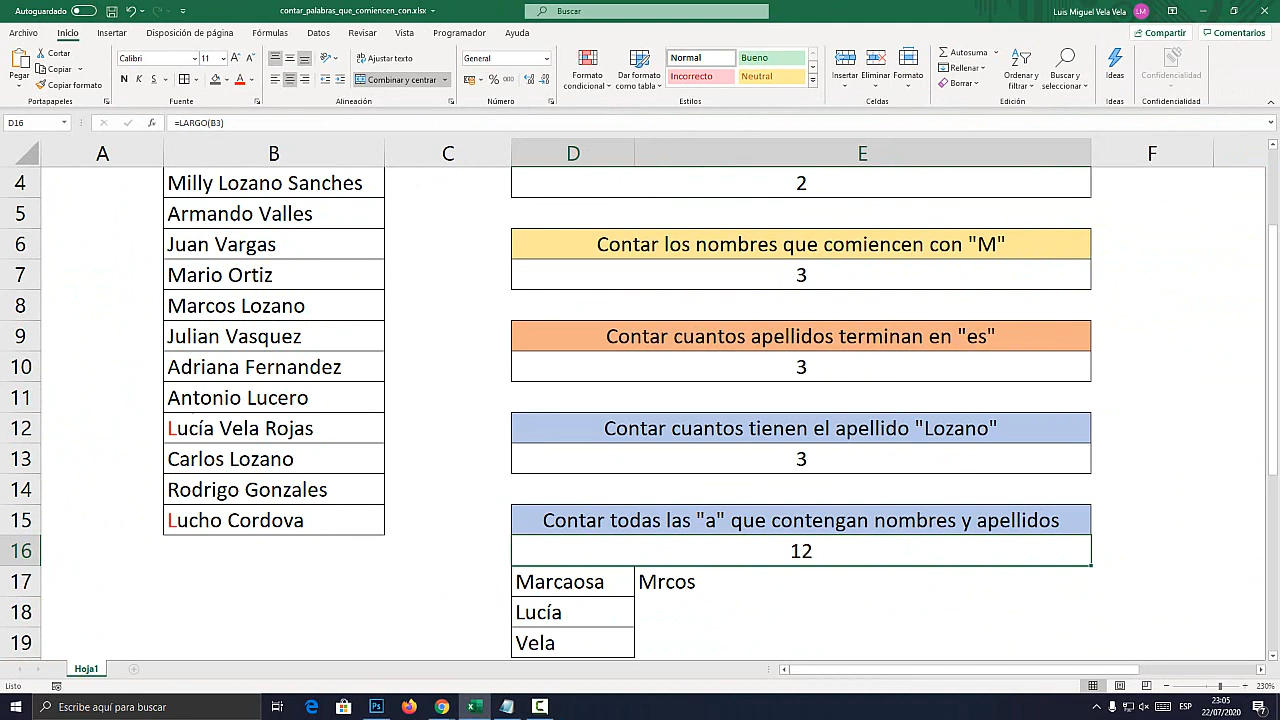 Autoguardado
contar_palabras_que_comiencen_con.xlsx
Buscar
Luis Miguel Vela Vela
LM
Archivo Inicio Insertar Disposición de página Fórmulas Datos Revisar Vista Programador Ayuda
Compartir
Comentarios
Pegar
Cortar
Copiar
Copiar formato
Portapapeles
Calibri
11
N K S
Fuente
Ajustar texto
Combinar y centrar
Alineación
General
% 000
Número
Formato condicional
Dar formato como tabla
Normal Bueno
Incorrecto Neutral
Estilos
Insertar Eliminar Formato
Celdas
Autosuma
Rellenar
Borrar
Ordenar y filtrar
Buscar y seleccionar
Edición
Ideas
Ideas
Confidencialidad
Confidencialidad
D16
fx
=LARGO(B3)
A B C D E F
4 Milly Lozano Sanches 2
5 Armando Valles
6 Juan Vargas Contar los nombres que comiencen con "M"
7 Mario Ortiz 3
8 Marcos Lozano
9 Julian Vasquez Contar cuantos apellidos terminan en "es"
10 Adriana Fernandez 3
11 Antonio Lucero
12 Lucía Vela Rojas Contar cuantos tienen el apellido "Lozano"
13 Carlos Lozano 3
14 Rodrigo Gonzales
15 Lucho Cordova Contar todas las "a" que contengan nombres y apellidos
16 12
17 Marcaosa Mrcos
18 Lucía
19 Vela
Hoja1
Listo
230%
Escribe aquí para buscar
ESP
23:05
22/07/2020